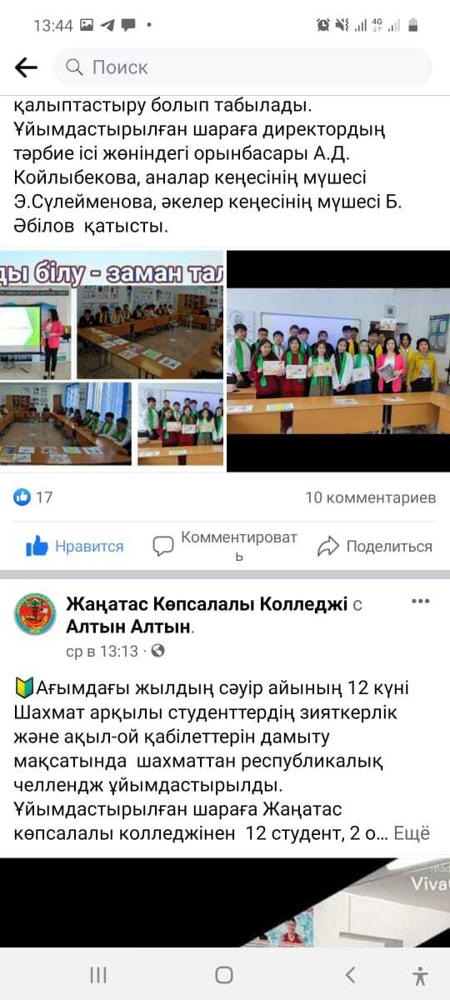 13:44
4G
Поиск
қалыптастыру болып табылады.
Ұйымдастырылған шараға директордың
тәрбие ісі жөніндегі орынбасары А.Д.
Койлыбекова, аналар кеңесінің мүшесі
Э.Сүлейменова, әкелер кеңесінің мүшесі Б.
Әбілов қатысты.
ды білу - заман тал
17
10 комментариев
Нравится
Комментироват
ь
Поделиться
Жаңатас Көпсалалы Колледжі с
Алтын Алтын.
ср в 13:13 ·
Ағымдағы жылдың сәуір айының 12 күні
Шахмат арқылы студенттердің зияткерлік
және ақыл-ой қабілеттерін дамыту
мақсатында шахматтан республикалық
челлендж ұйымдастырылды.
Ұйымдастырылған шараға Жаңатас
көпсалалы колледжінен 12 студент, 2 о... Ещё
Viva